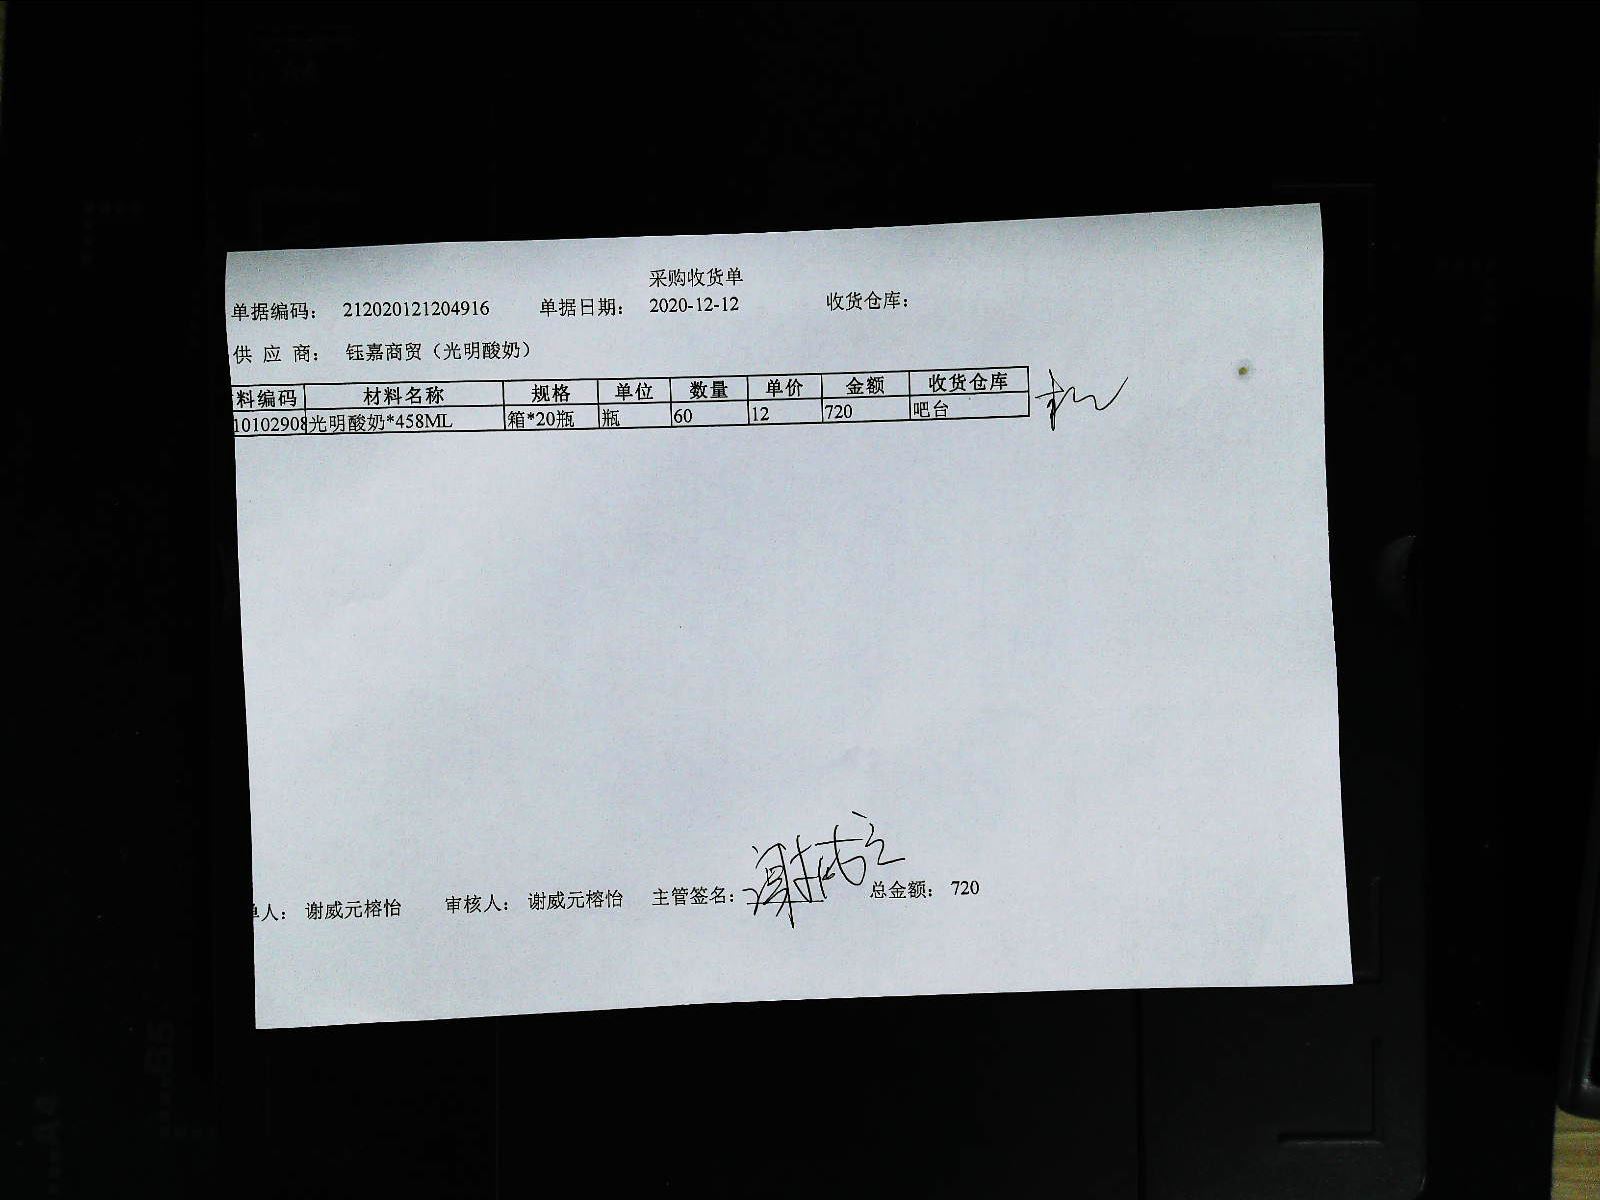 采购收货单
单据编码： 212020121204916 单据日期： 2020-12-12 收货仓库：
供 应 商： 钰嘉商贸（光明酸奶）
料编码 材料名称 规格 单位 数量 单价 金额 收货仓库
10102908 光明酸奶*458ML 箱*20瓶 瓶 60 12 720 吧台
单人： 谢威元榕怡 审核人： 谢威元榕怡 主管签名： 总金额： 720